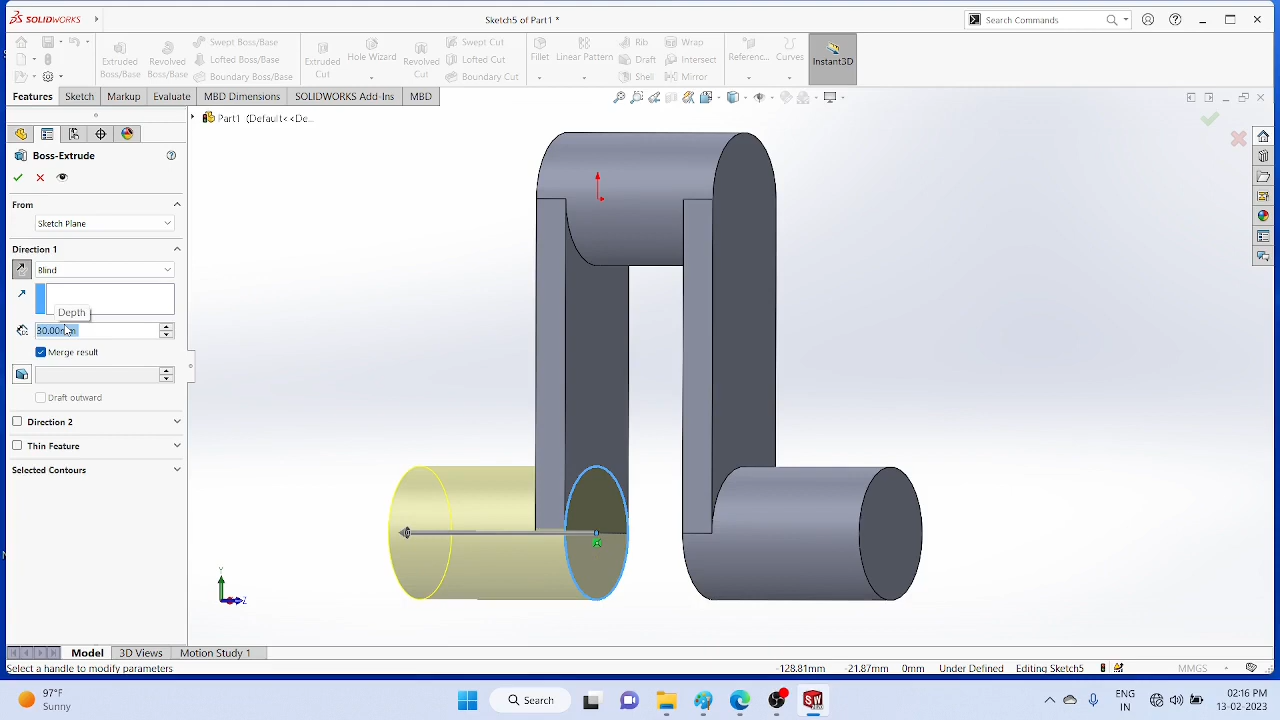 SOLIDWORKS
Sketch5 of Part1 *
Search Commands
Extruded Boss/Base
Revolved Boss/Base
Swept Boss/Base
Lofted Boss/Base
Boundary Boss/Base
Extruded Cut
Hole Wizard
Revolved Cut
Swept Cut
Lofted Cut
Boundary Cut
Fillet
Linear Pattern
Rib
Draft
Shell
Wrap
Intersect
Mirror
Referenc...
Curves
Instant3D
Features Sketch Markup Evaluate MBD Dimensions SOLIDWORKS Add-Ins MBD
Part1 (Default<<De...
Boss-Extrude
From
Sketch Plane
Direction 1
Blind
Depth
30.00mm
Merge result
Draft outward
Direction 2
Thin Feature
Selected Contours
Y
Z
Model 3D Views Motion Study 1
Select a handle to modify parameters
-128.81mm -21.87mm 0mm Under Defined Editing Sketch5
MMGS
97°F
Sunny
Search
ENG
IN
02:16 PM
13-02-2023